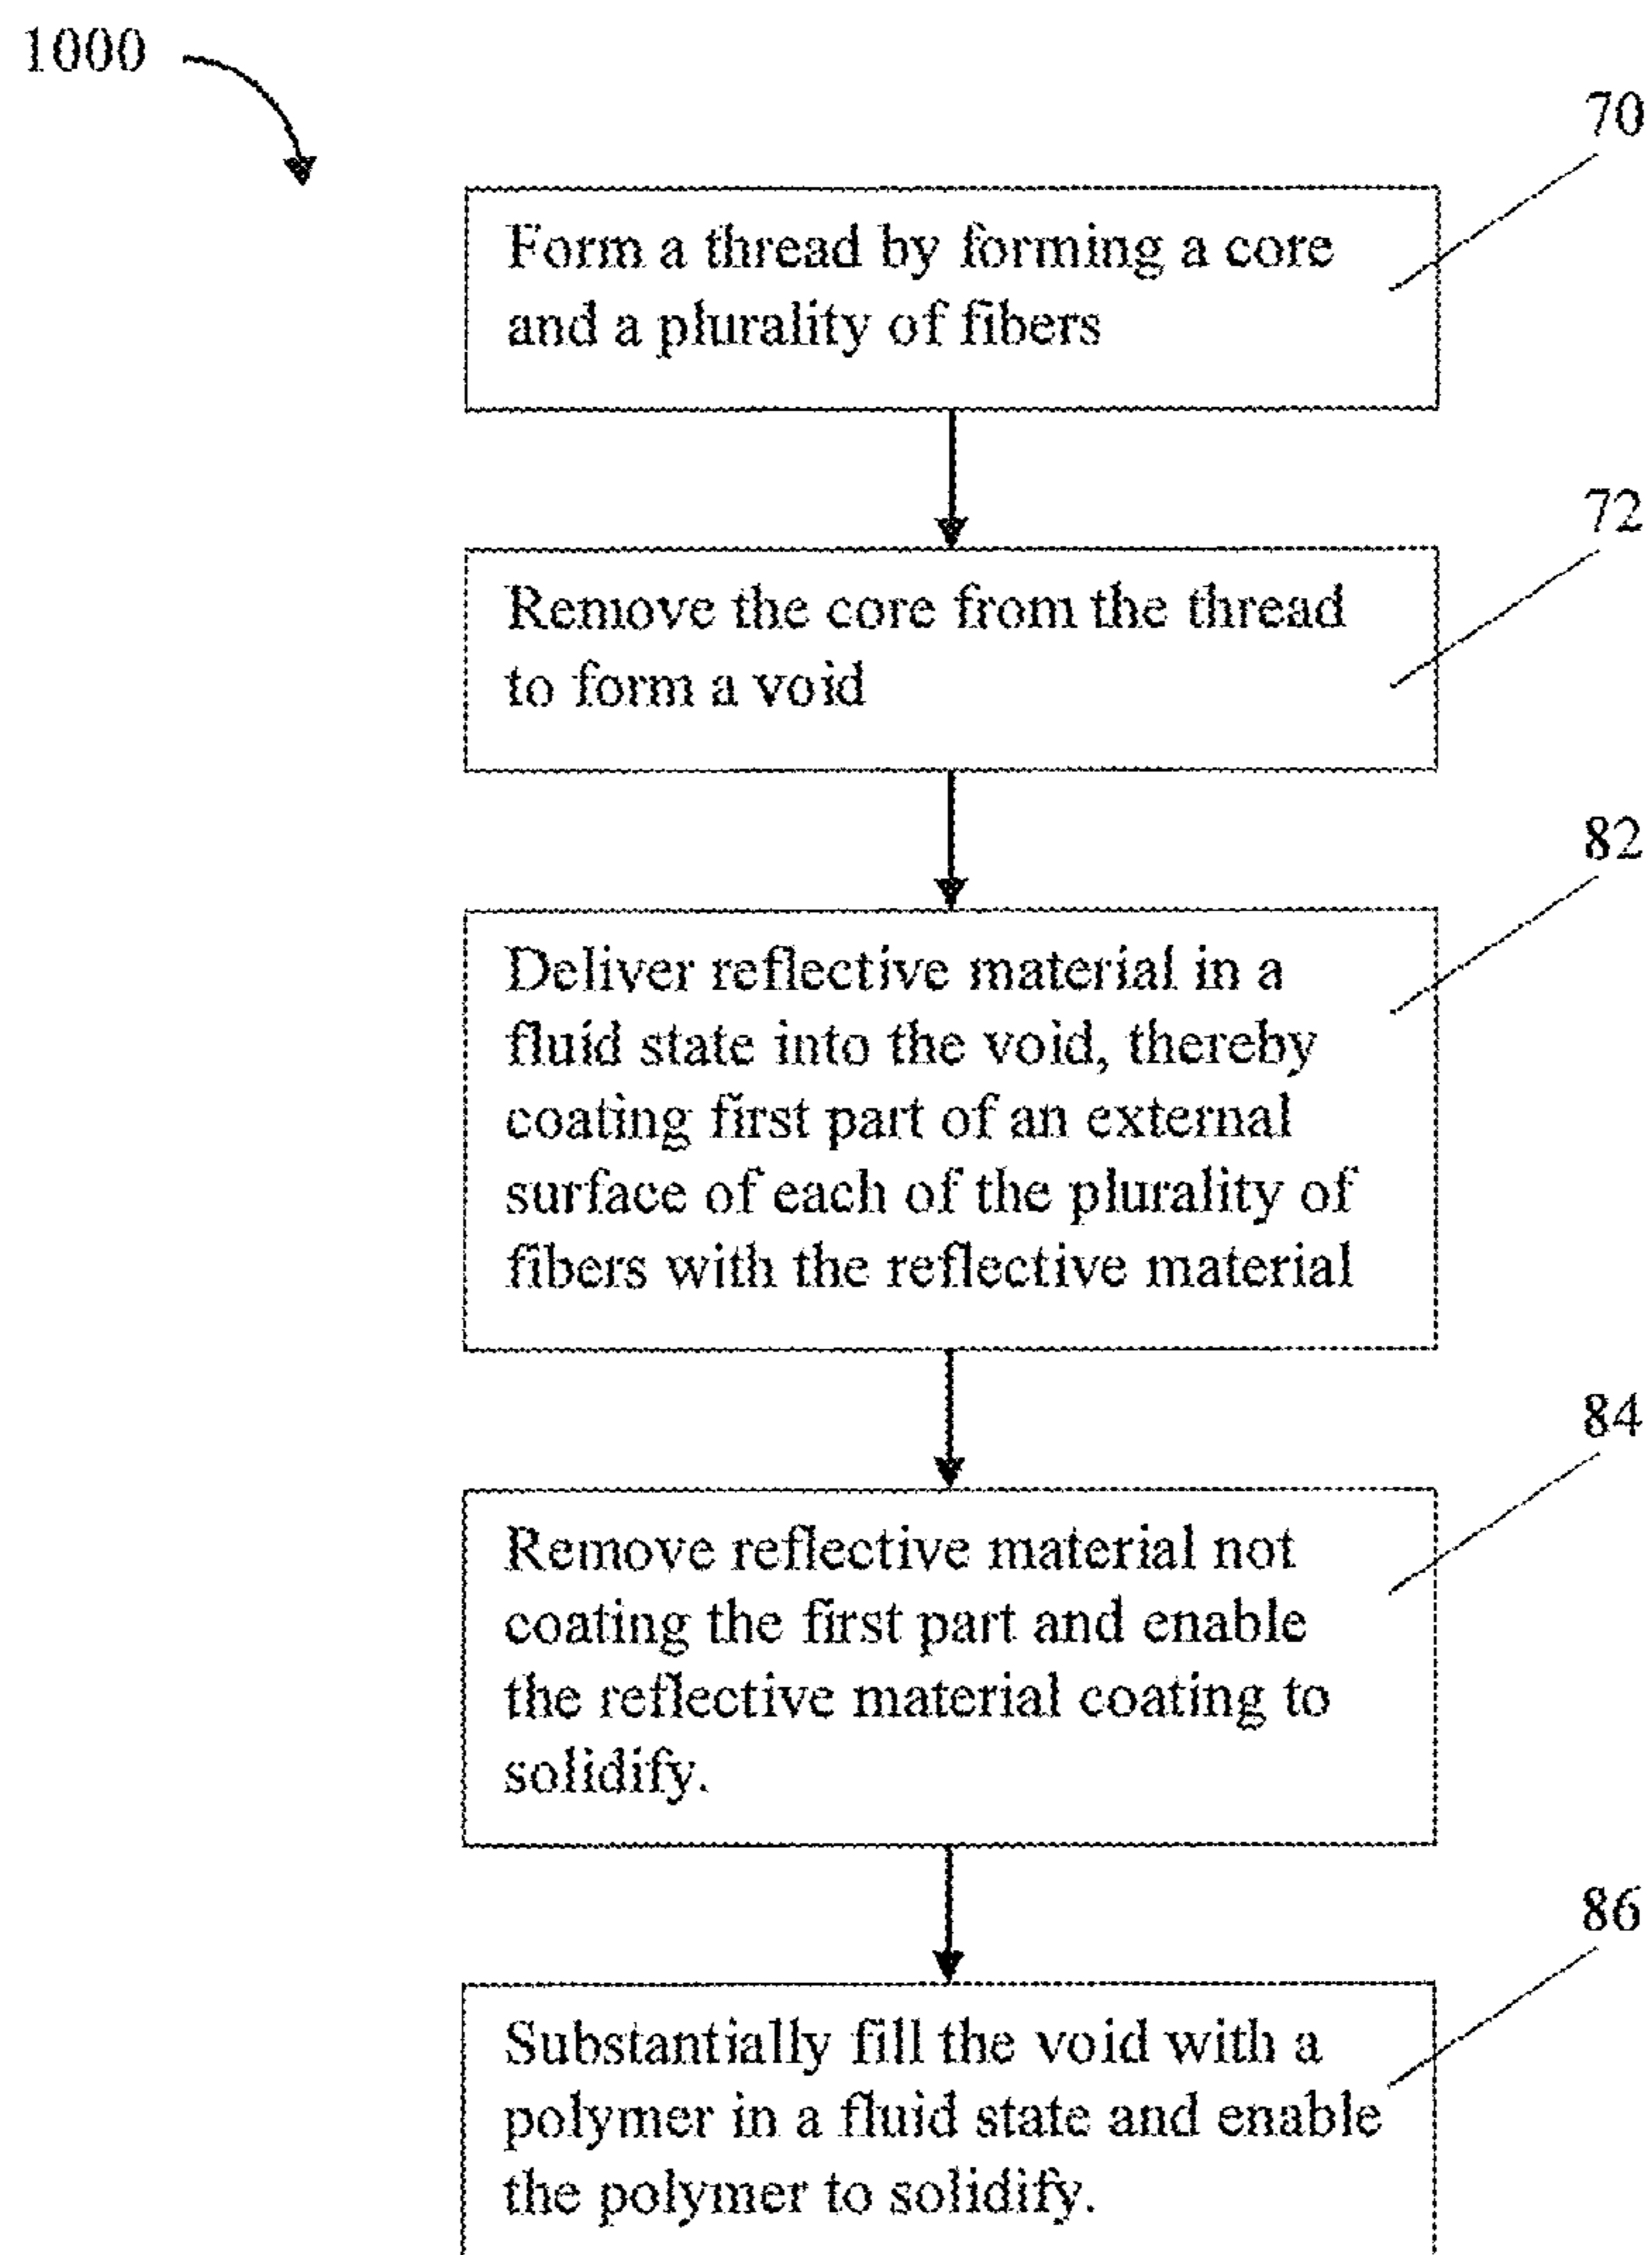 1000
70
Form a thread by forming a core
and a plurality of fibers
72
Remove the core from the thread
to form a void
82
Deliver reflective material in a
fluid state into the void, thereby
coating first part of an external
surface of each of the plurality of
fibers with the reflective material
84
Remove reflective material not
coating the first part and enable
the reflective material coating to
solidify.
86
Substantially fill the void with a
polymer in a fluid state and enable
the polymer to solidify.